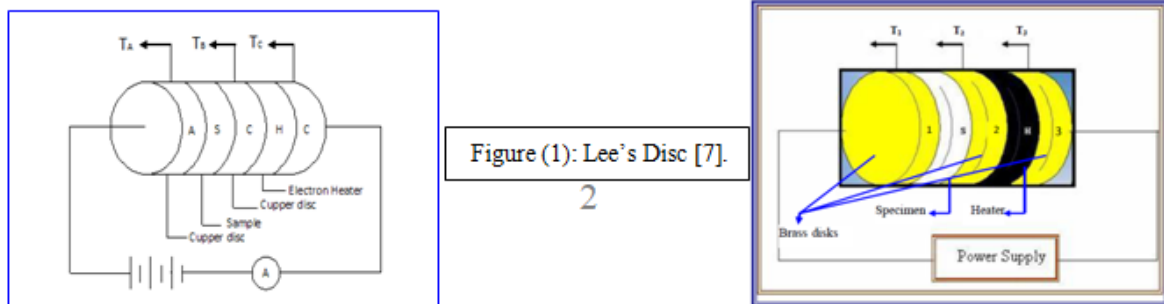 TA TB TC
A S C H C
Electron Heater
Cupper disc
Sample
Cupper disc
A
Figure (1): Lee's Disc [7].
2
T1 T2 T3
1 S 2 H 3
Specimen Heater
Brass disks
Power Supply